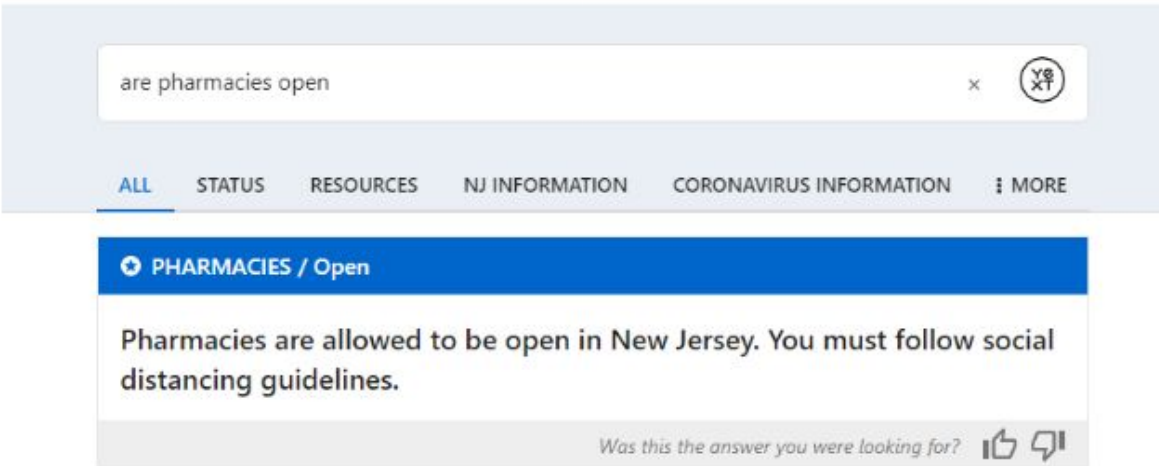 are pharmacies open × YEXT
ALL STATUS RESOURCES NJ INFORMATION CORONAVIRUS INFORMATION ⋮ MORE
PHARMACIES / Open
Pharmacies are allowed to be open in New Jersey. You must follow social
distancing guidelines.
Was this the answer you were looking for?